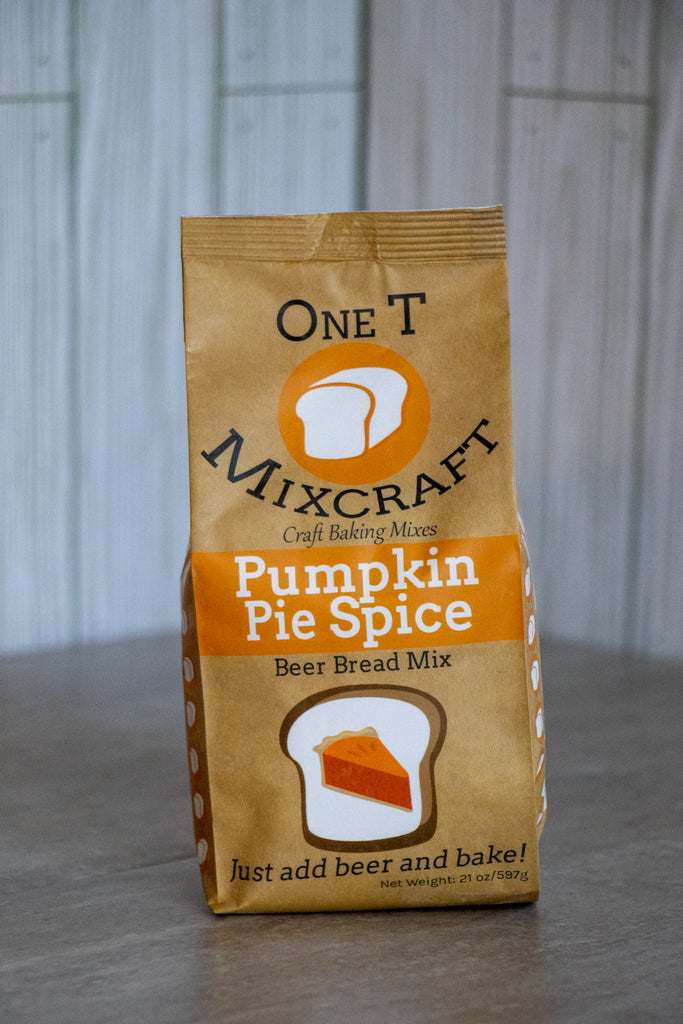 One T
Mixcraft
Craft Baking Mixes
Pumpkin
Pie Spice
Beer Bread Mix
Just add beer and bake!
Net Weight: 21 oz/597g